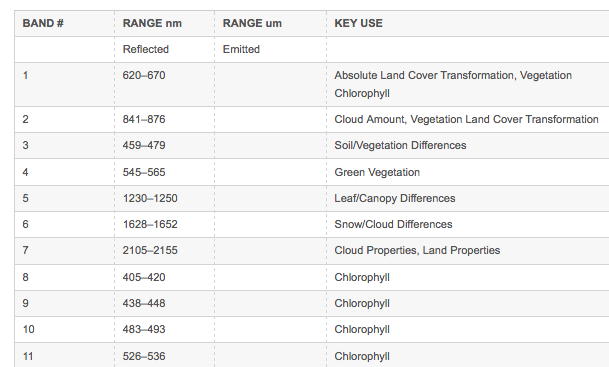 BAND # RANGE nm RANGE um KEY USE
Reflected Emitted
1 620–670 Absolute Land Cover Transformation, Vegetation
Chlorophyll
2 841–876 Cloud Amount, Vegetation Land Cover Transformation
3 459–479 Soil/Vegetation Differences
4 545–565 Green Vegetation
5 1230–1250 Leaf/Canopy Differences
6 1628–1652 Snow/Cloud Differences
7 2105–2155 Cloud Properties, Land Properties
8 405–420 Chlorophyll
9 438–448 Chlorophyll
10 483–493 Chlorophyll
11 526–536 Chlorophyll